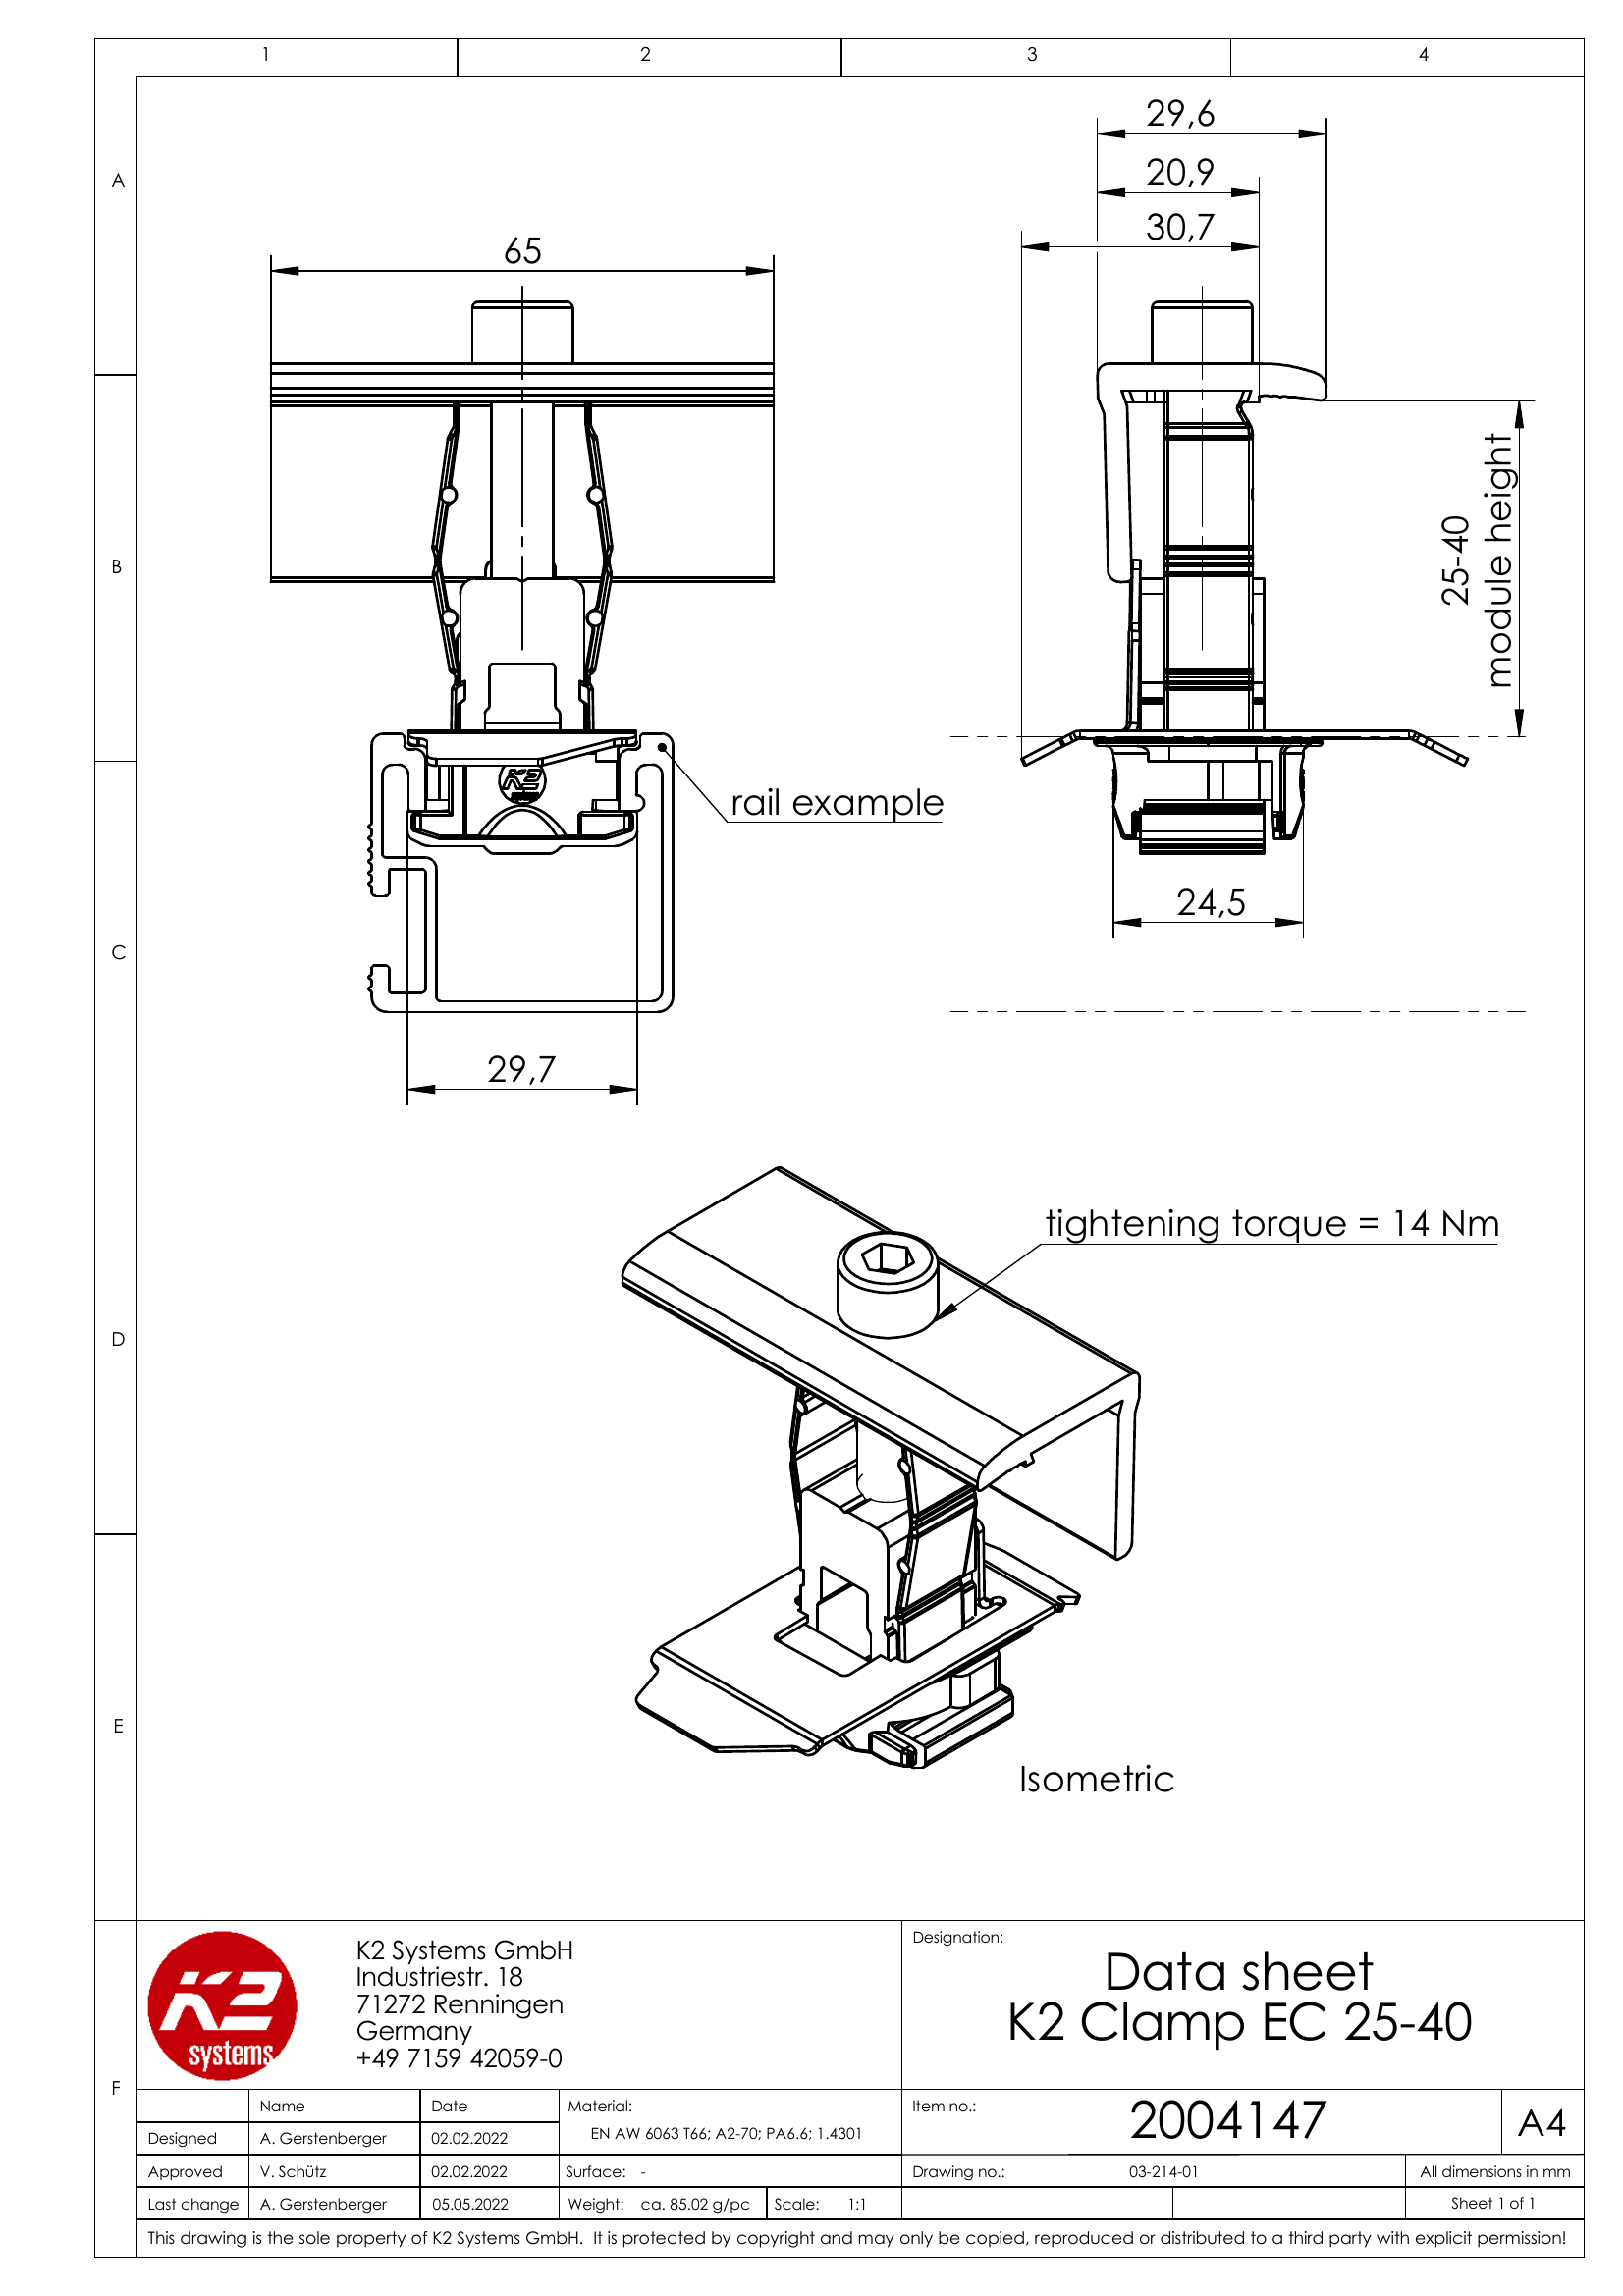 1 2 3 4
A
B
C
D
E
F
29,6
20,9
30,7
65
25-40
module height
K2
rail example
24,5
29,7
tightening torque = 14 Nm
Isometric
K2
systems
K2 Systems GmbH
Industriestr. 18
71272 Renningen
Germany
+49 7159 42059-0
Designation:
Data sheet
K2 Clamp EC 25-40
Name Date Material:
EN AW 6063 T66; A2-70; PA6.6; 1.4301
Item no.: 2004147 A4
Designed A. Gerstenberger 02.02.2022
Approved V. Schütz 02.02.2022 Surface: - Drawing no.: 03-214-01 All dimensions in mm
Last change A. Gerstenberger 05.05.2022 Weight: ca. 85.02 g/pc Scale: 1:1 Sheet 1 of 1
This drawing is the sole property of K2 Systems GmbH. It is protected by copyright and may only be copied, reproduced or distributed to a third party with explicit permission!